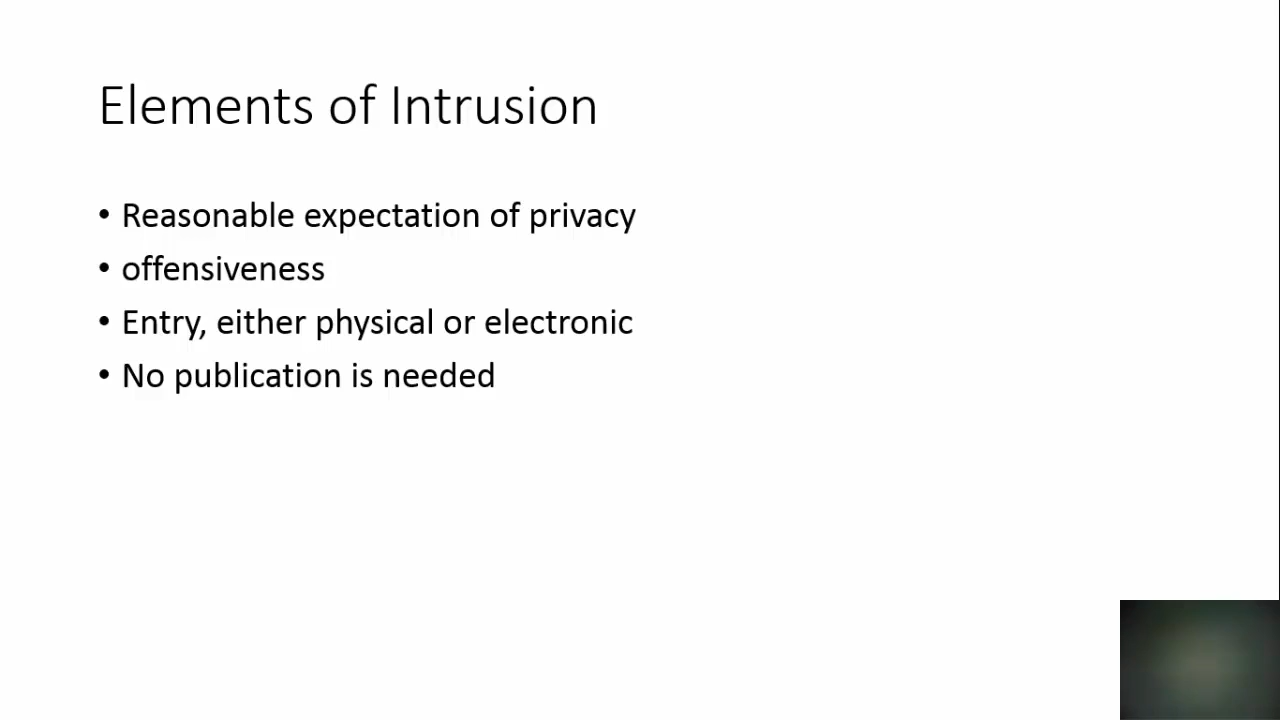 Elements of Intrusion
• Reasonable expectation of privacy
• offensiveness
• Entry, either physical or electronic
• No publication is needed